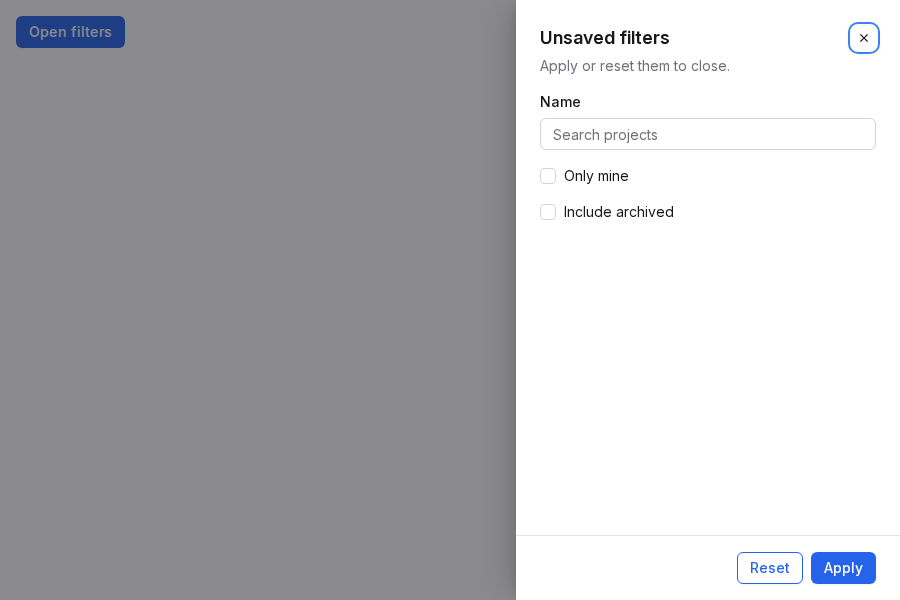 Open filters
Unsaved filters
Apply or reset them to close.
Name
Search projects
Only mine
Include archived
Reset
Apply